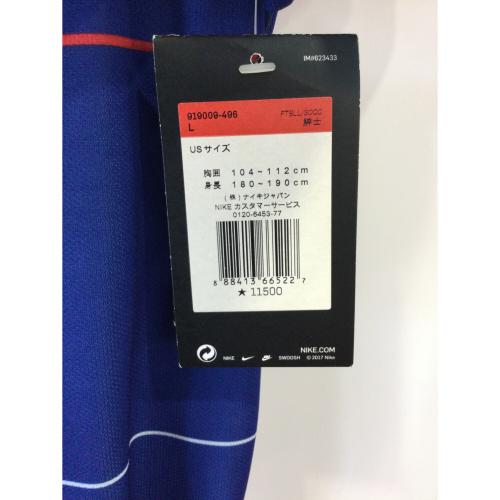 IM#623433
919009-496 FTBLL/SOCC
L 紳士
USサイズ
胸囲 104~112cm
身長 180~190cm
(株)ナイキジャパン
NIKE カスタマーサービス
0120-6453-77
8 88413 66522 7
★ 11500
NIKE.COM
NIKE SWOOSH © 2017 Nike